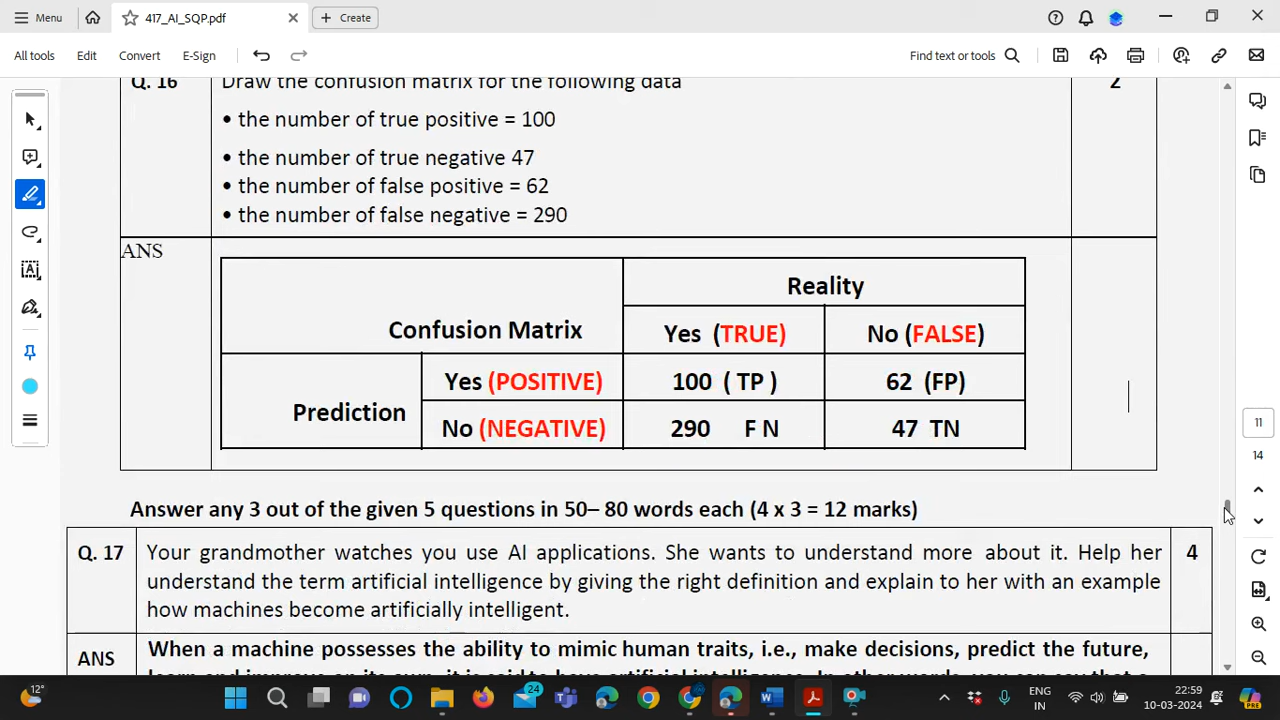 Menu
417_AI_SQP.pdf
Create
All tools
Edit
Convert
E-Sign
Find text or tools
Q. 16
Draw the confusion matrix for the following data
2
• the number of true positive = 100
• the number of true negative 47
• the number of false positive = 62
• the number of false negative = 290
ANS
Reality
Confusion Matrix
Yes (TRUE)
No (FALSE)
Prediction
Yes (POSITIVE)
100 ( TP )
62 (FP)
No (NEGATIVE)
290 F N
47 TN
11
14
Answer any 3 out of the given 5 questions in 50– 80 words each (4 x 3 = 12 marks)
Q. 17
Your grandmother watches you use AI applications. She wants to understand more about it. Help her
4
understand the term artificial intelligence by giving the right definition and explain to her with an example
how machines become artificially intelligent.
ANS
When a machine possesses the ability to mimic human traits, i.e., make decisions, predict the future,
12°
24
ENG
IN
22:59
10-03-2024
PRE